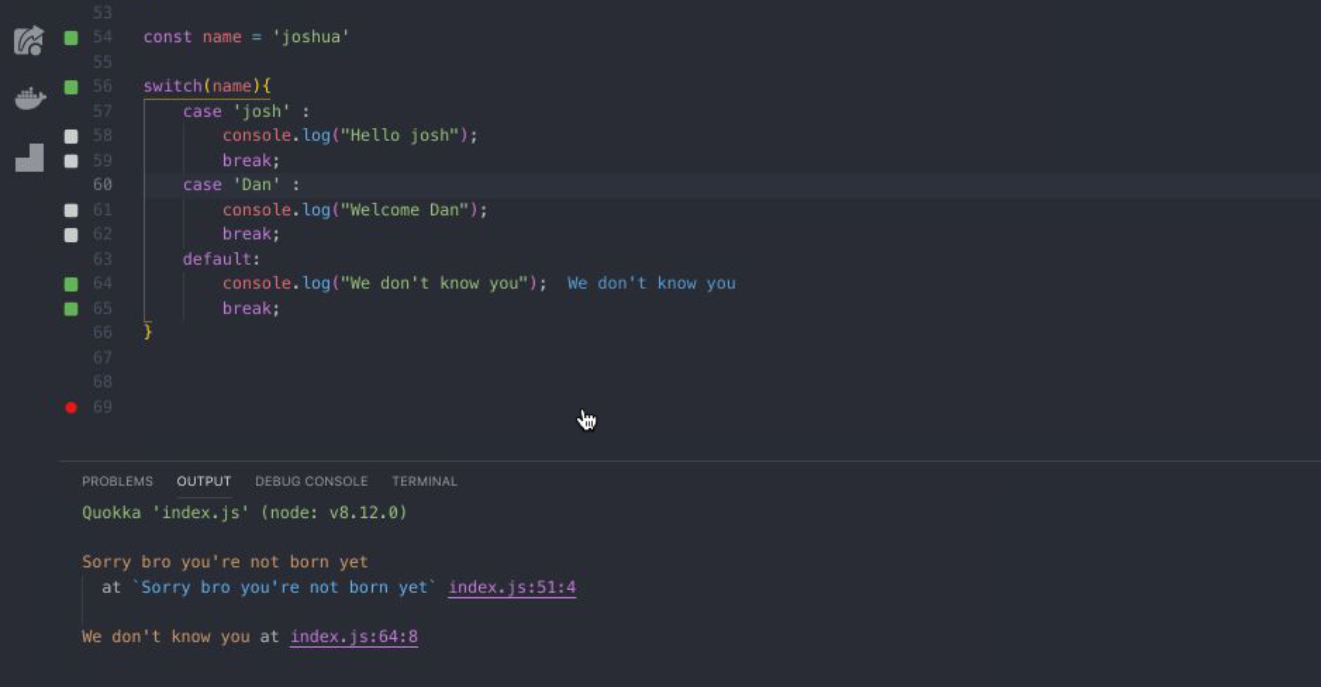 53
54 const name = 'joshua'
55
56 switch(name){
57 case 'josh' :
58 console.log("Hello josh");
59 break;
60 case 'Dan' :
61 console.log("Welcome Dan");
62 break;
63 default:
64 console.log("We don't know you"); We don't know you
65 break;
66 }
67
68
69
PROBLEMS OUTPUT DEBUG CONSOLE TERMINAL
Quokka 'index.js' (node: v8.12.0)
Sorry bro you're not born yet
at `Sorry bro you're not born yet` index.js:51:4
We don't know you at index.js:64:8